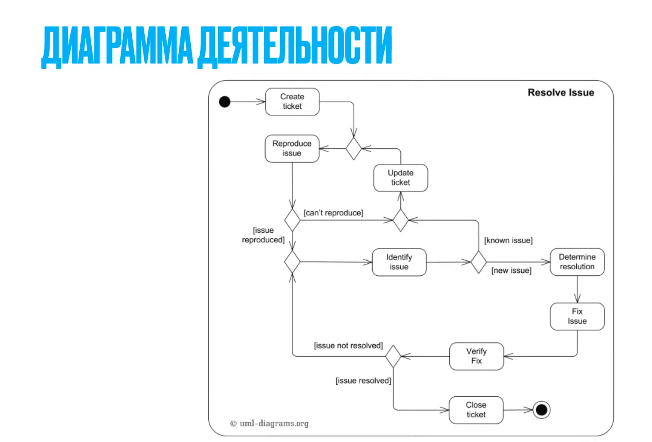 ДИАГРАММА ДЕЯТЕЛЬНОСТИ
Resolve Issue
Create
ticket
Reproduce
issue
Update
ticket
[can't reproduce]
[issue
reproduced]
[known issue]
Identify
issue
[new issue]
Determine
resolution
Fix
Issue
[issue not resolved]
Verify
Fix
[issue resolved]
Close
ticket
© uml-diagrams.org